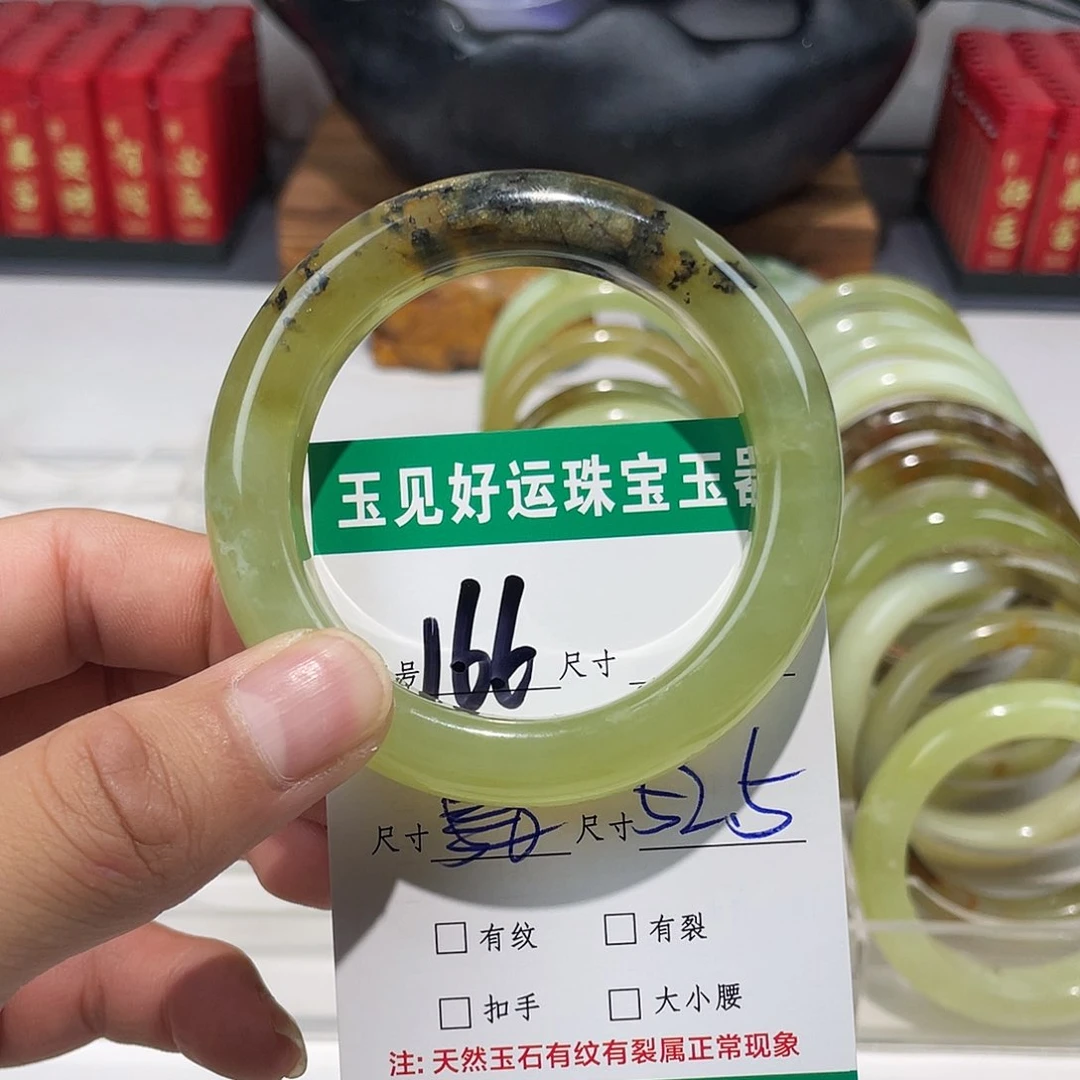 玉见好运珠宝玉器
号 166 尺寸
尺寸 尺寸 52.5
□ 有纹 □ 有裂
□ 扣手 □ 大小腰
注: 天然玉石有纹有裂属正常现象